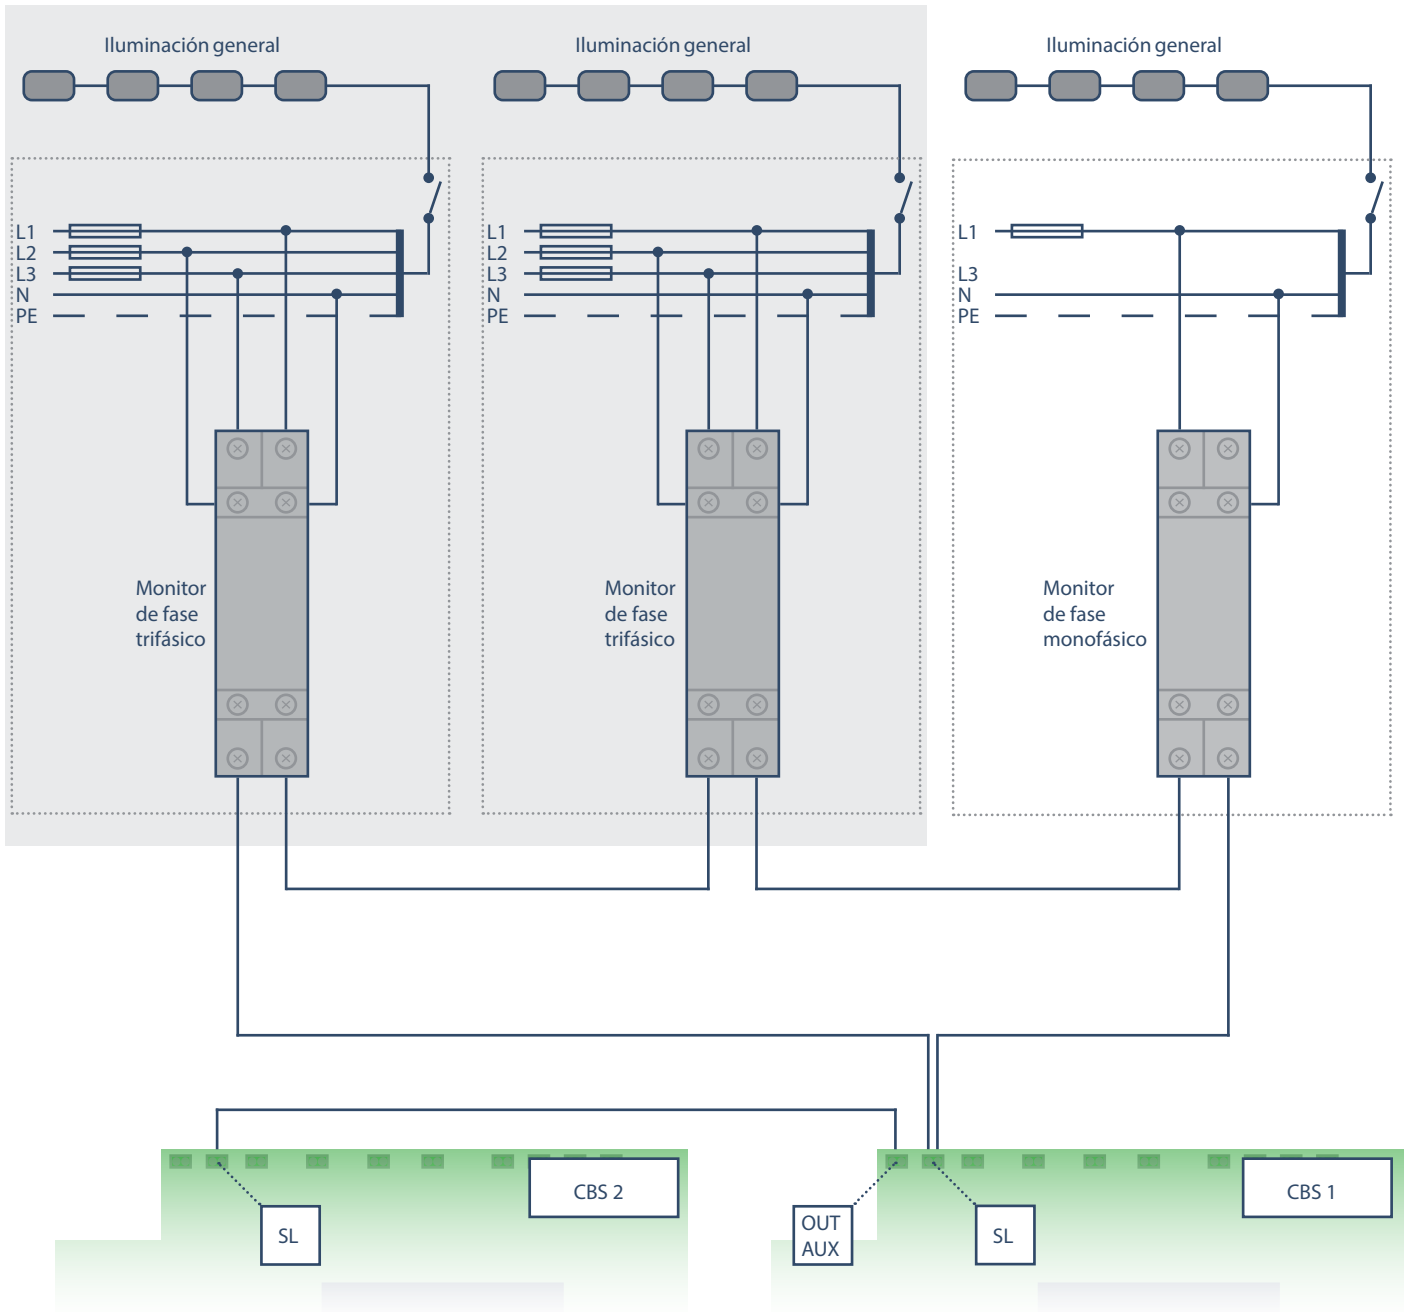 Iluminación general
Iluminación general
Iluminación general
L1
L2
L3
N
PE
L1
L2
L3
N
PE
L1
L3
N
PE
Monitor
de fase
trifásico
Monitor
de fase
trifásico
Monitor
de fase
monofásico
CBS 2
SL
CBS 1
OUT
AUX
SL